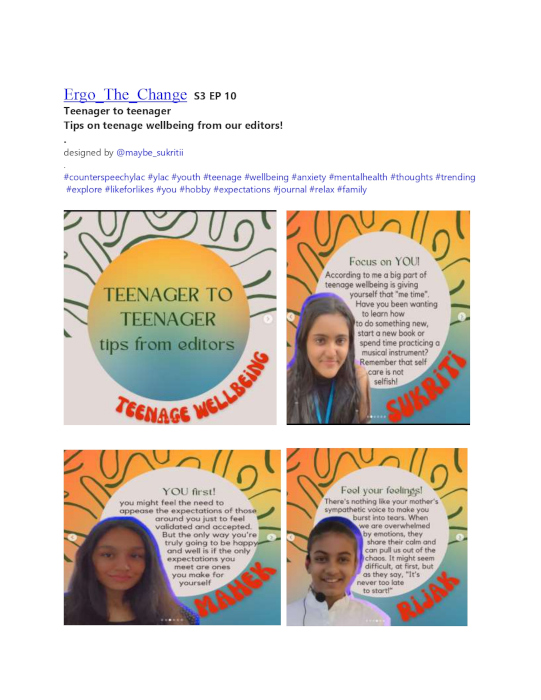 Ergo_The_Change S3 EP 10
Teenager to teenager
Tips on teenage wellbeing from our editors!
.
designed by @maybe_sukritii
.
#counterspeechylac #ylac #youth #teenage #wellbeing #anxiety #mentalhealth #thoughts #trending
#explore #likeforlikes #you #hobby #expectations #journal #relax #family
TEENAGER TO
TEENAGER
tips from editors
TEENAGE WELLBEING
Focus on YOU!
According to me a big part of
teenage wellbeing is giving
yourself that "me time".
Have you been wanting
to learn how
to do something new,
start a new book or
spend time practicing a
musical instrument?
Remember that self
care is not
selfish!
SUKRITI
YOU first!
you might feel the need to
appease the expectations of those
around you just to feel
validated and accepted.
But the only way you're
truly going to be happy
and well is if the only
expectations you
meet are ones
you make for
yourself
MAHEK
Feel your feelings!
There's nothing like your mother's
sympathetic voice to make you
burst into tears. When
we are overwhelmed
by emotions, they
share their calm and
can pull us out of the
chaos. It might seem
difficult, at first, but
as they say, "It's
never too late
to start!"
RIJAK